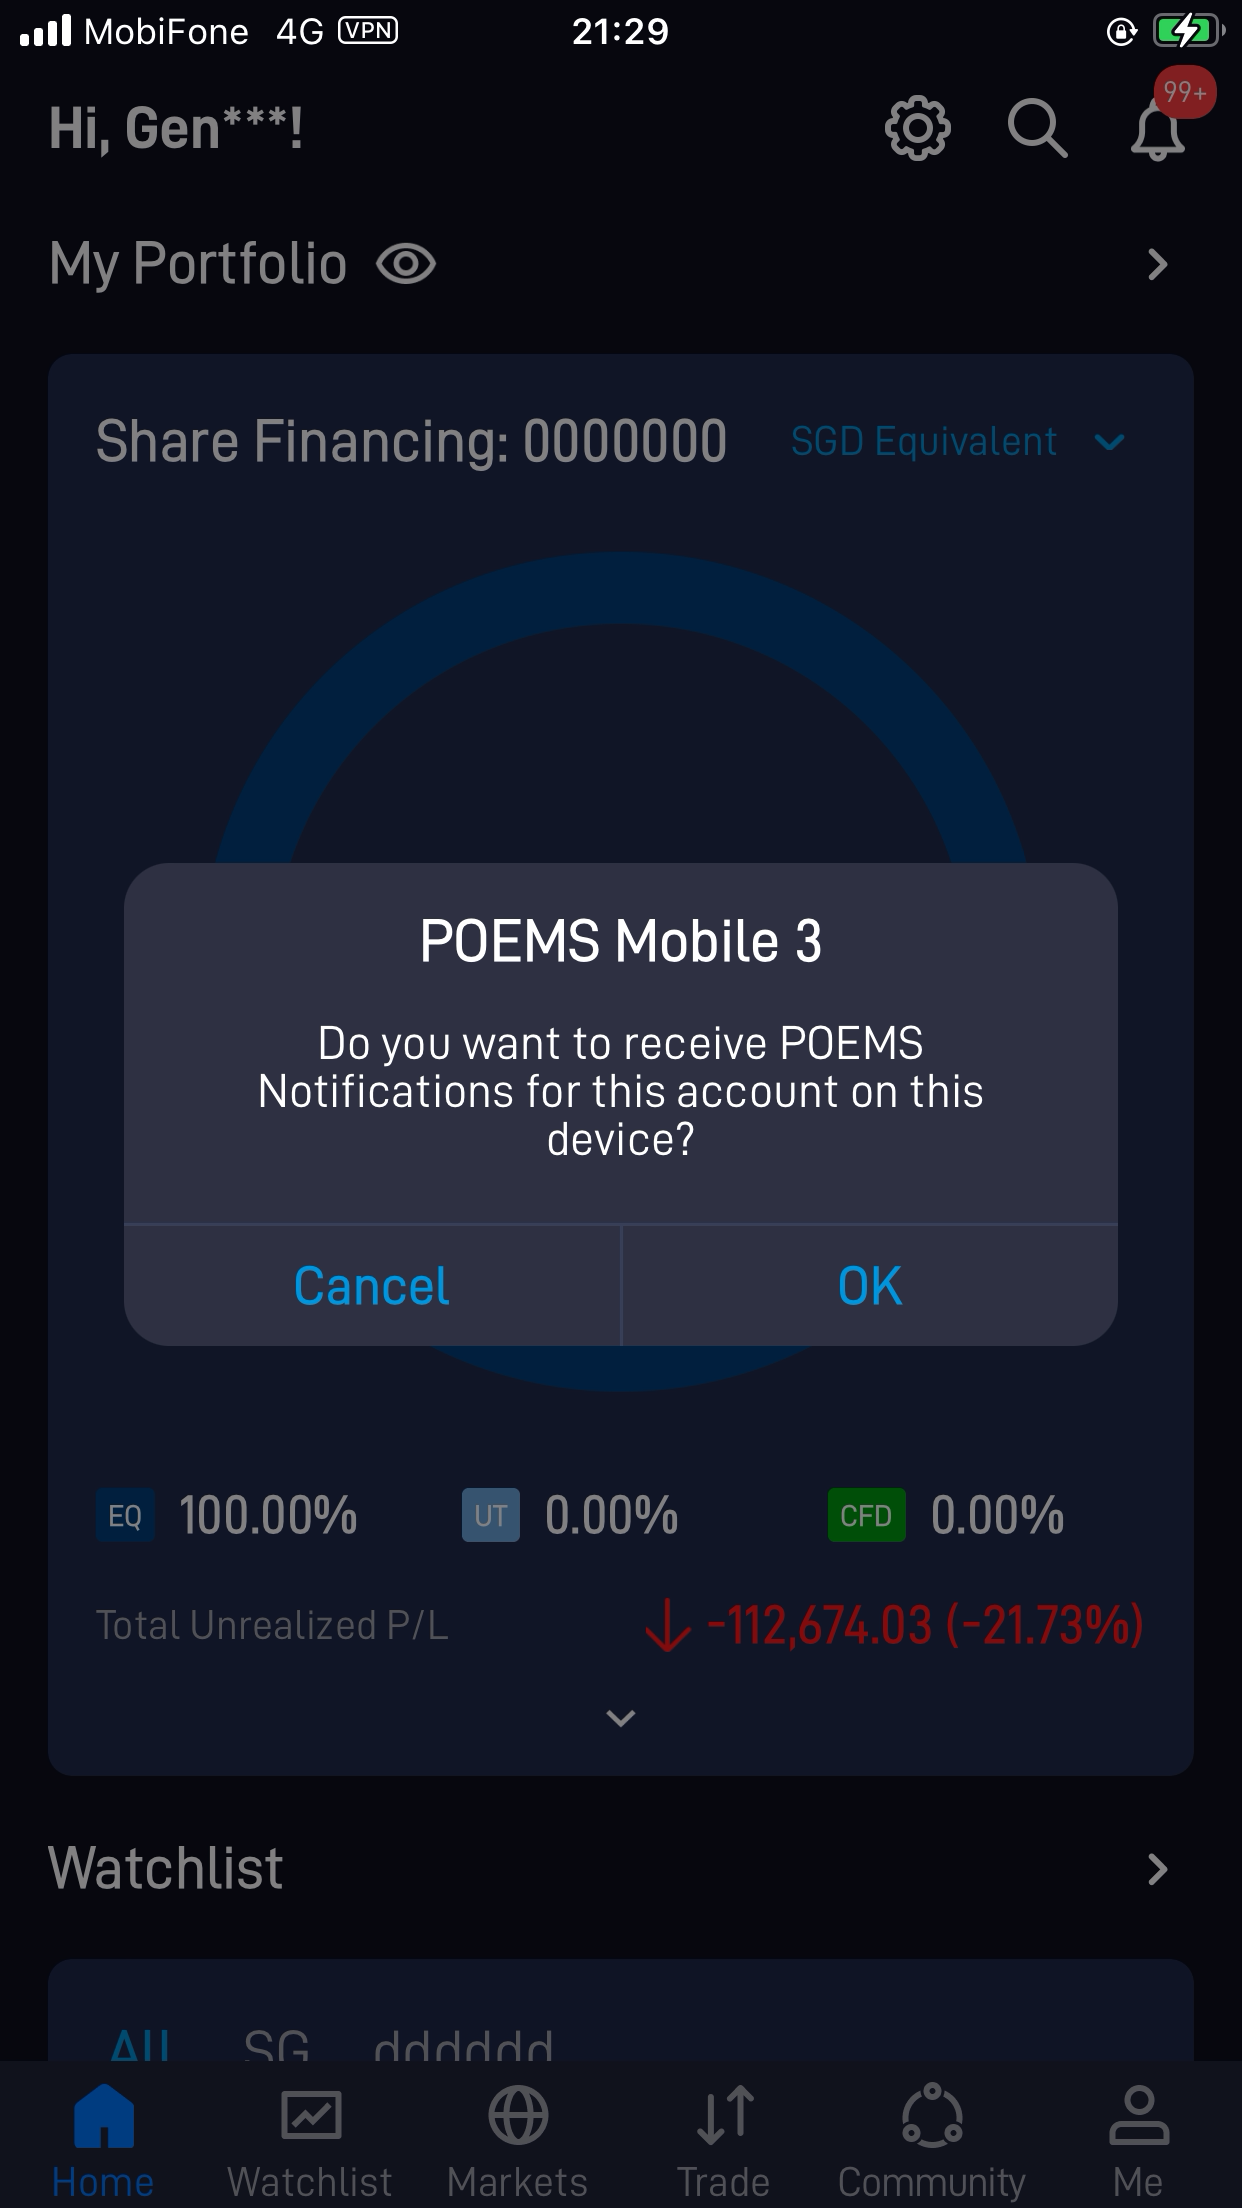 MobiFone 4G VPN 21:29
99+
Hi, Gen***!
My Portfolio
Share Financing: 0000000 SGD Equivalent
POEMS Mobile 3
Do you want to receive POEMS
Notifications for this account on this
device?
Cancel OK
EQ 100.00% UT 0.00% CFD 0.00%
Total Unrealized P/L -112,674.03 (-21.73%)
Watchlist
All SG dddddd
Home Watchlist Markets Trade Community Me